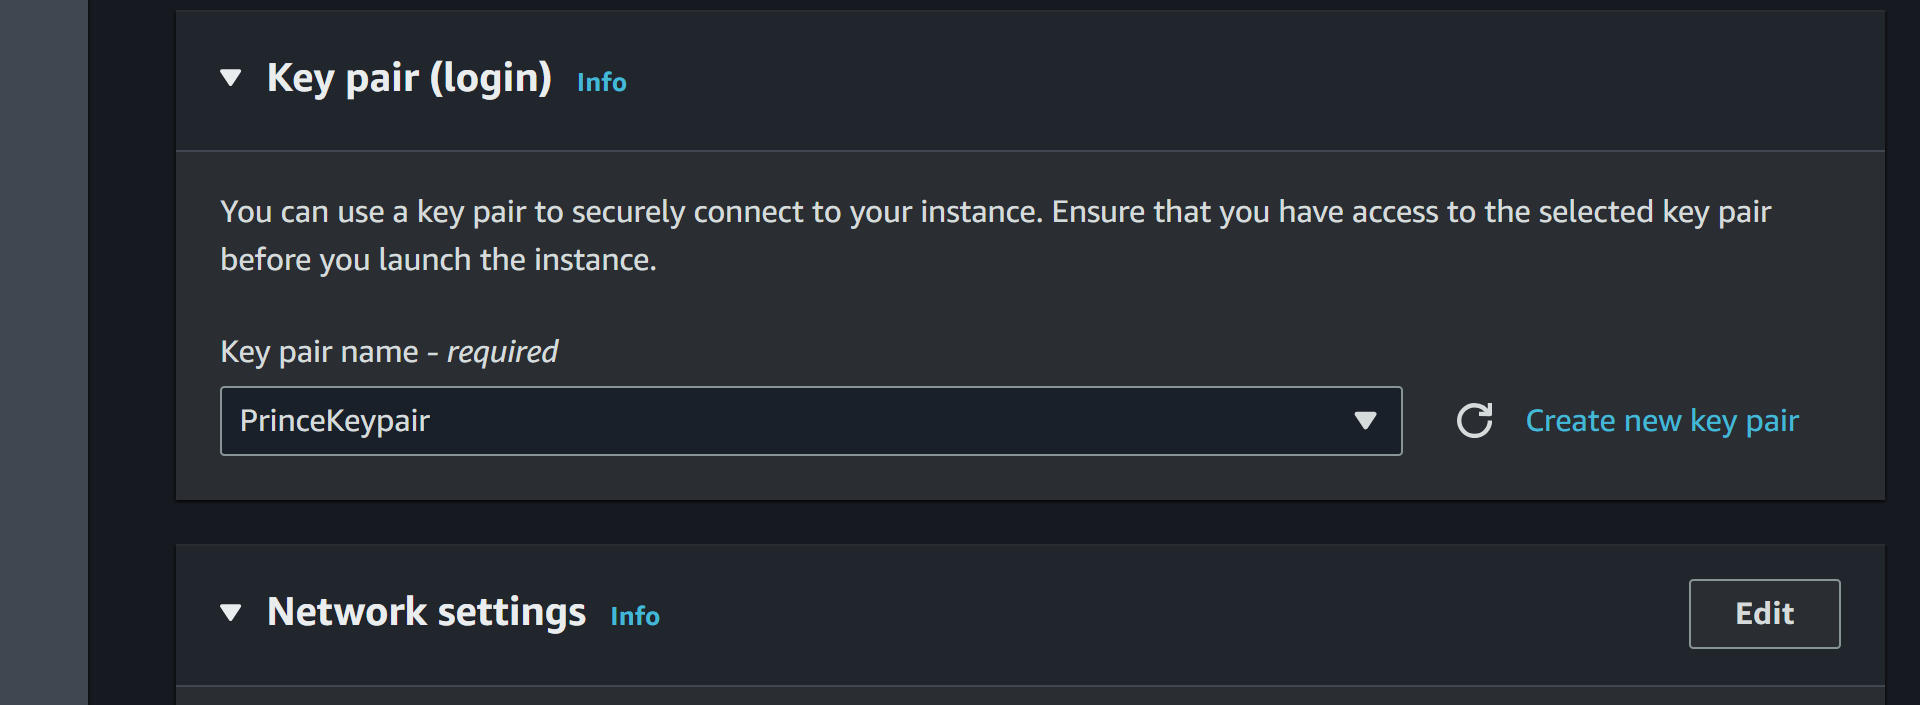 Key pair (login) Info
You can use a key pair to securely connect to your instance. Ensure that you have access to the selected key pair
before you launch the instance.
Key pair name - required
PrinceKeypair
Create new key pair
Network settings Info
Edit